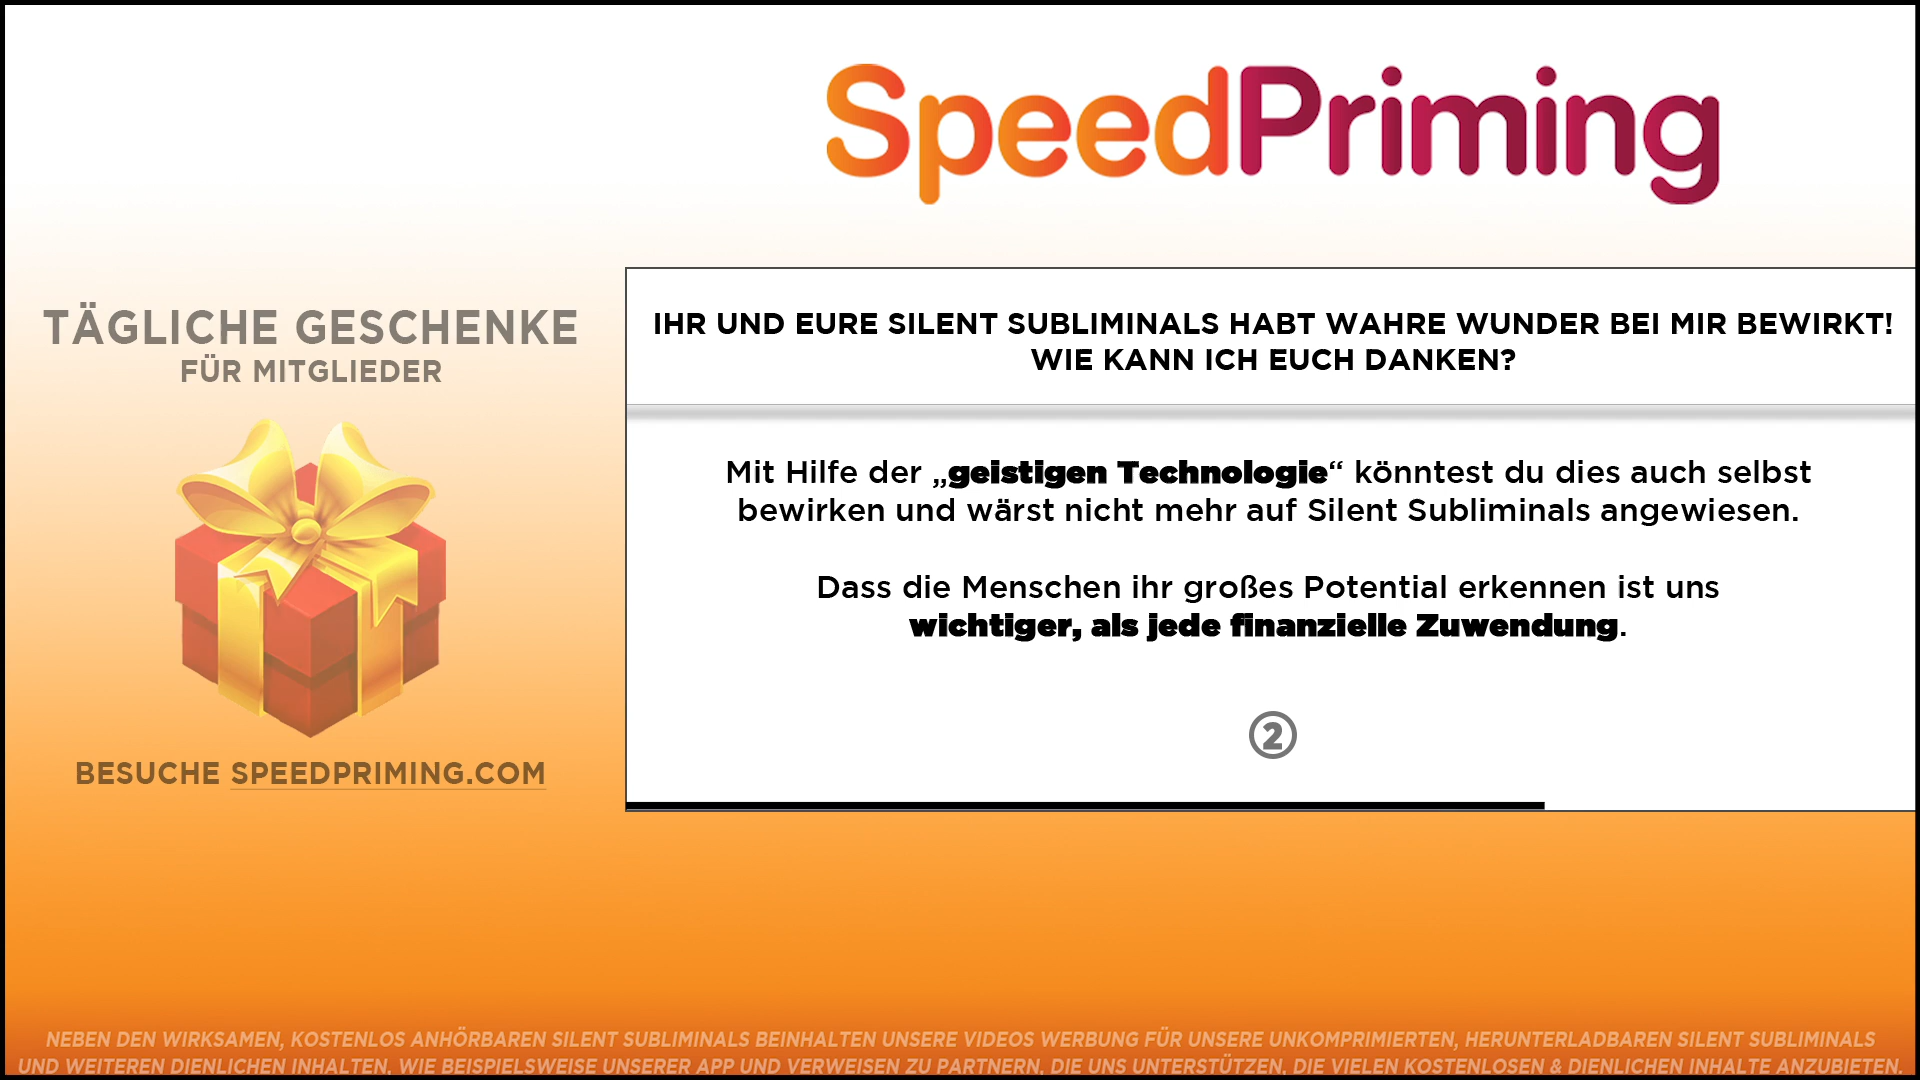 SpeedPriming
TÄGLICHE GESCHENKE
FÜR MITGLIEDER
BESUCHE SPEEDPRIMING.COM
IHR UND EURE SILENT SUBLIMINALS HABT WAHRE WUNDER BEI MIR BEWIRKT!
WIE KANN ICH EUCH DANKEN?
Mit Hilfe der „geistigen Technologie“ könntest du dies auch selbst
bewirken und wärst nicht mehr auf Silent Subliminals angewiesen.
Dass die Menschen ihr großes Potential erkennen ist uns
wichtiger, als jede finanzielle Zuwendung.
2
NEBEN DEN WIRKSAMEN, KOSTENLOS ANHÖRBAREN SILENT SUBLIMINALS BEINHALTEN UNSERE VIDEOS WERBUNG FÜR UNSERE UNKOMPRIMIERTEN, HERUNTERLADBAREN SILENT SUBLIMINALS
UND WEITEREN DIENLICHEN INHALTEN, WIE BEISPIELSWEISE UNSERER APP UND VERWEISEN ZU PARTNERN, DIE UNS UNTERSTÜTZEN, DIE VIELEN KOSTENLOSEN & DIENLICHEN INHALTE ANZUBIETEN.